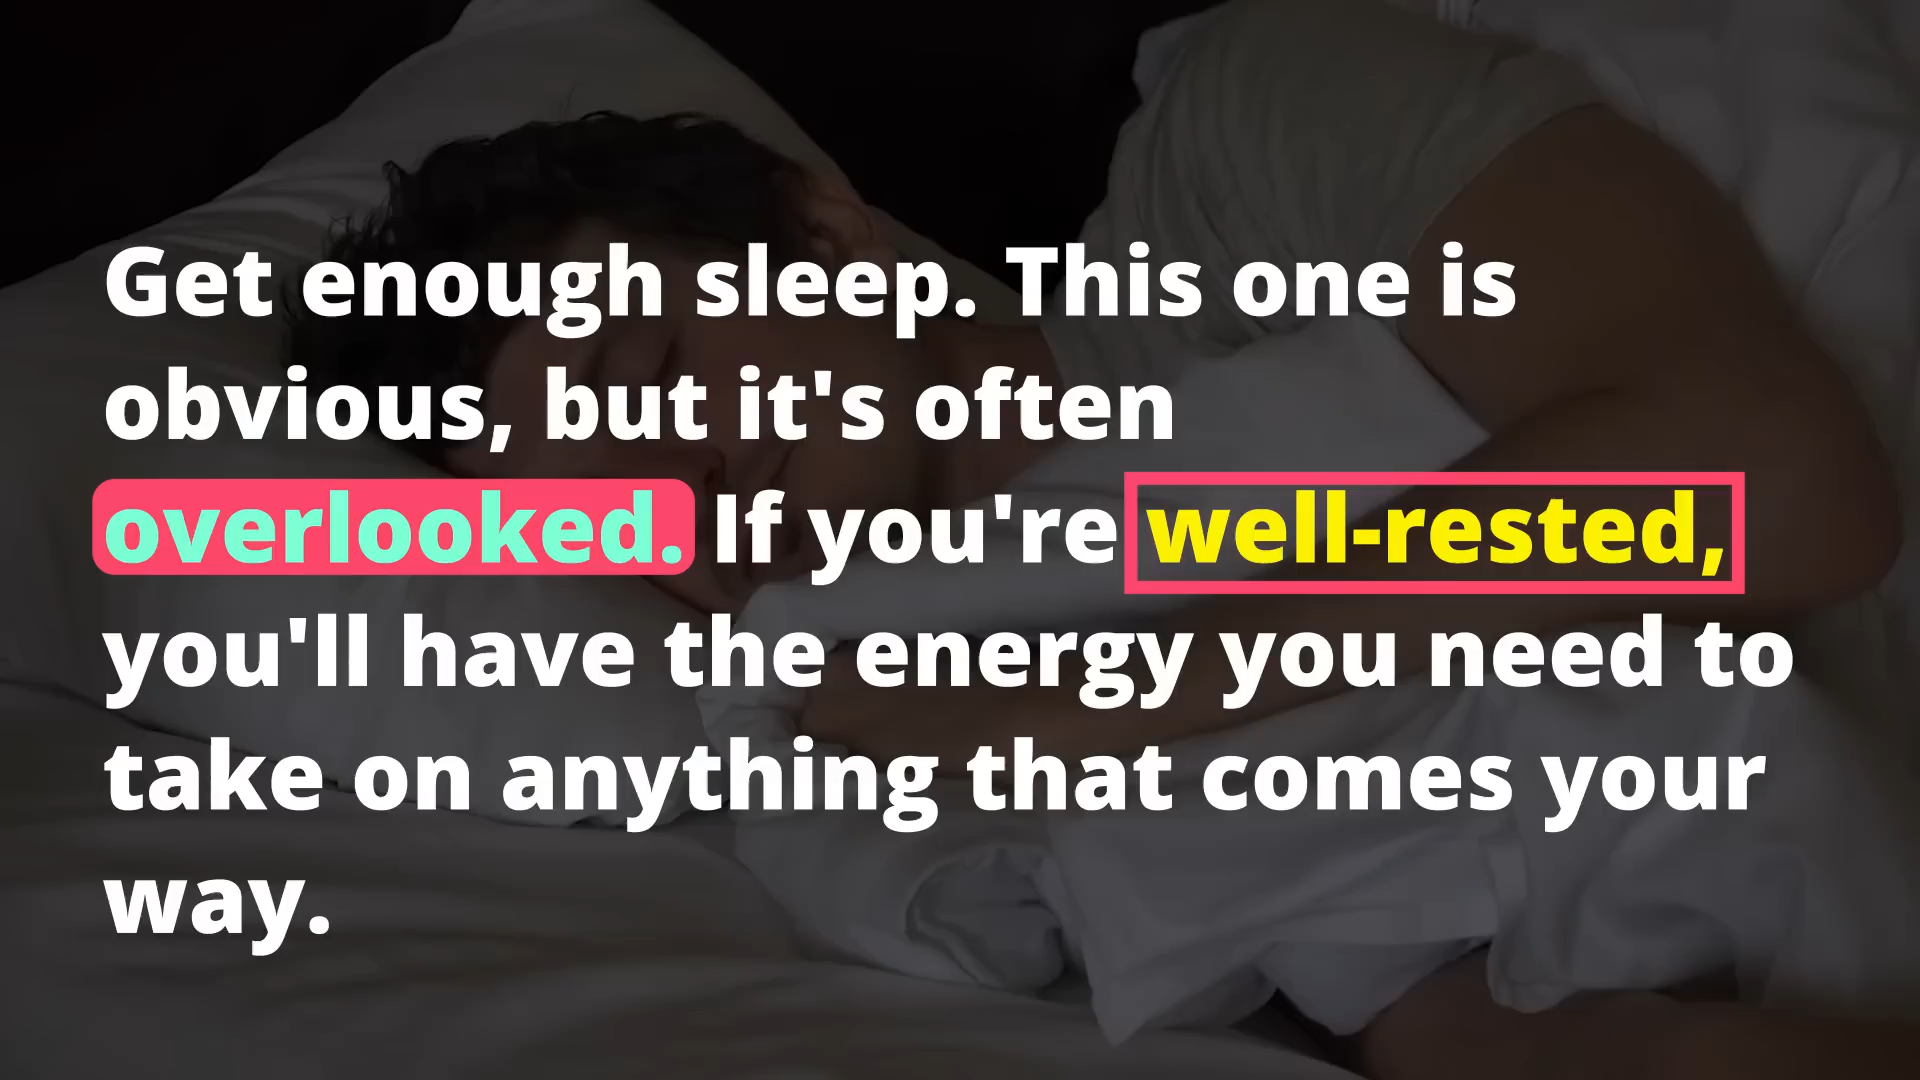 Get enough sleep. This one is
obvious, but it's often
overlooked. If you're well-rested,
you'll have the energy you need to
take on anything that comes your
way.